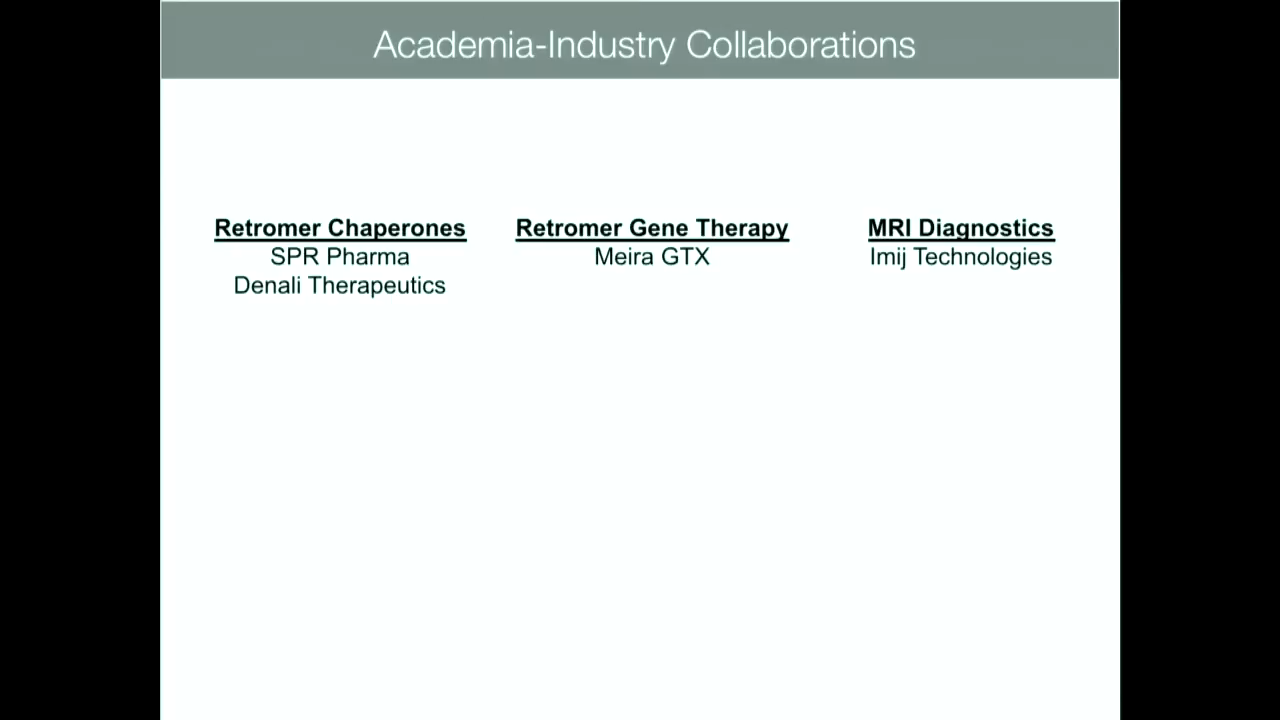 Academia-Industry Collaborations
Retromer Chaperones
SPR Pharma
Denali Therapeutics
Retromer Gene Therapy
Meira GTX
MRI Diagnostics
Imij Technologies